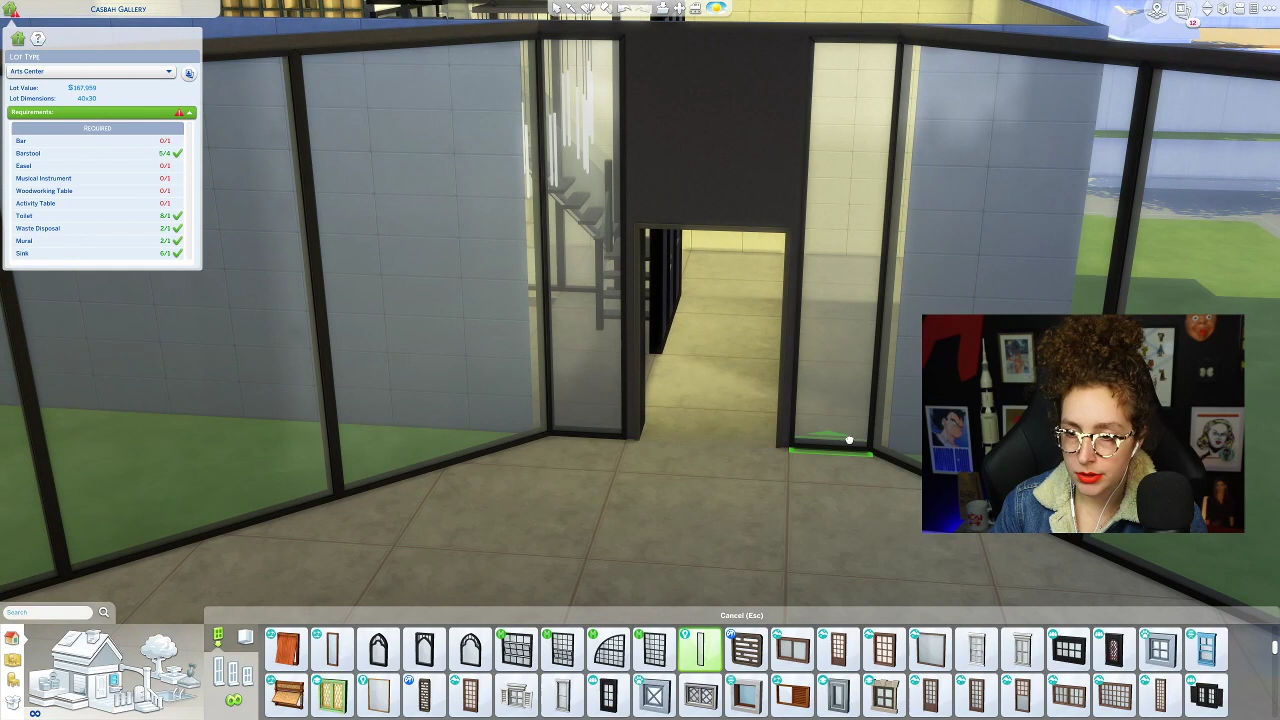 CASBAH GALLERY
12
?
LOT TYPE
Arts Center
Lot Value: $167,959
Lot Dimensions: 40x30
Requirements:
REQUIRED
Bar 0/1
Barstool 5/4
Easel 0/1
Musical Instrument 0/1
Woodworking Table 0/1
Activity Table 0/1
Toilet 8/1
Waste Disposal 2/1
Mural 2/1
Sink 6/1
Search
Cancel (Esc)